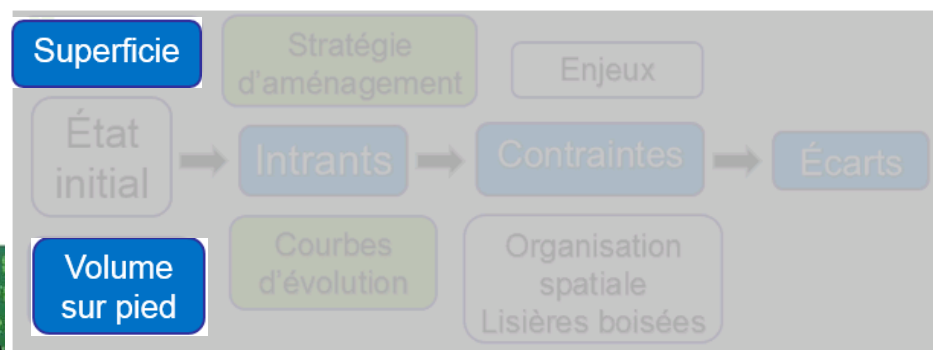 Superficie
Stratégie
d'aménagement
Enjeux
État
initial
Intrants
Contraintes
Écarts
Volume
sur pied
Courbes
d'évolution
Organisation
spatiale
Lisières boisées